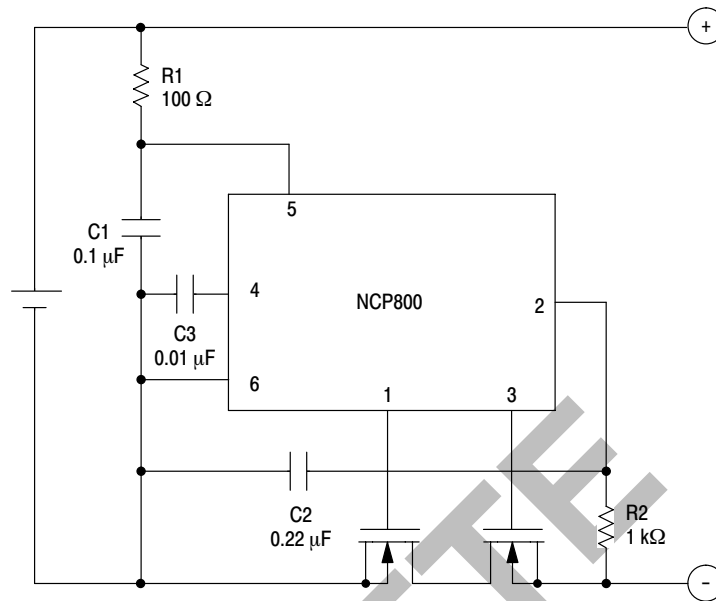 +
R1
100 Ω
5
C1
0.1 µF
4
NCP800
2
C3
0.01 µF
6
1
3
C2
0.22 µF
R2
1 kΩ
-
TE